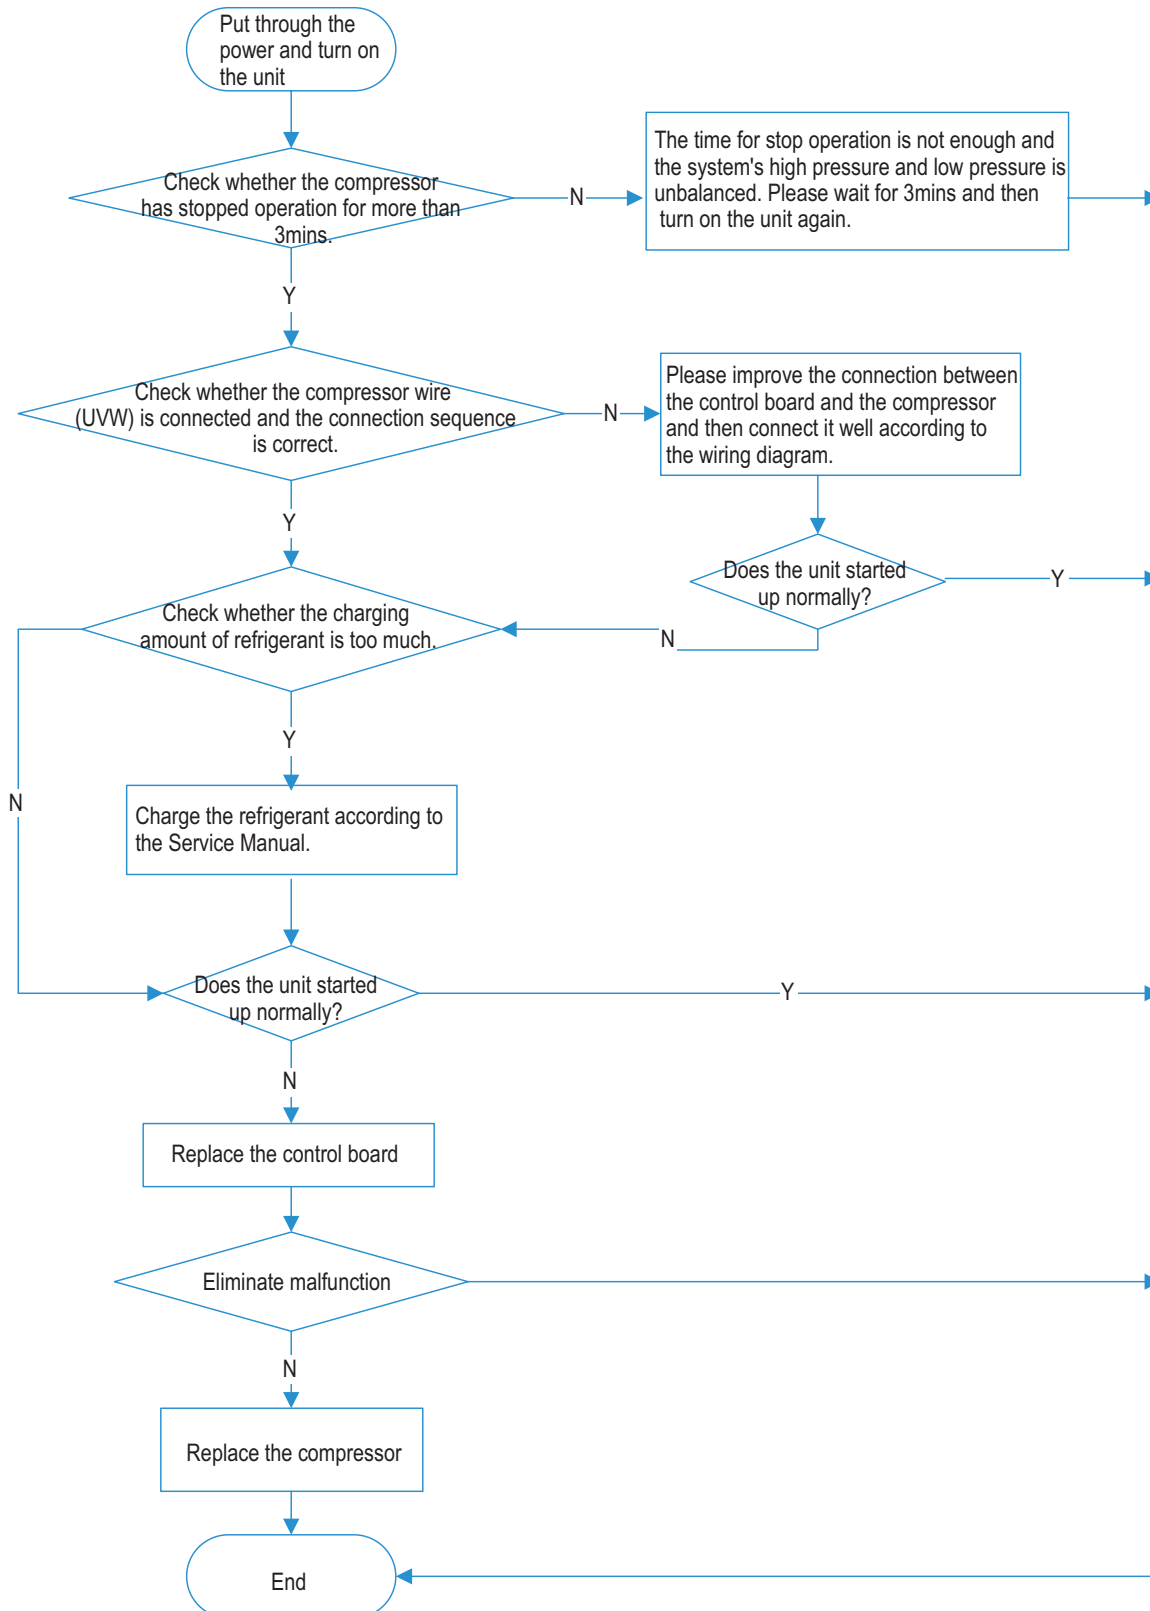 Put through the
power and turn on
the unit
Check whether the compressor
has stopped operation for more than
3mins.
N
The time for stop operation is not enough and
the system's high pressure and low pressure is
unbalanced. Please wait for 3mins and then
turn on the unit again.
Y
Check whether the compressor wire
(UVW) is connected and the connection sequence
is correct.
N
Please improve the connection between
the control board and the compressor
and then connect it well according to
the wiring diagram.
Y
Does the unit started
up normally?
Y
Check whether the charging
amount of refrigerant is too much.
N
Y
N
Charge the refrigerant according to
the Service Manual.
Does the unit started
up normally?
Y
N
Replace the control board
Eliminate malfunction
N
Replace the compressor
End